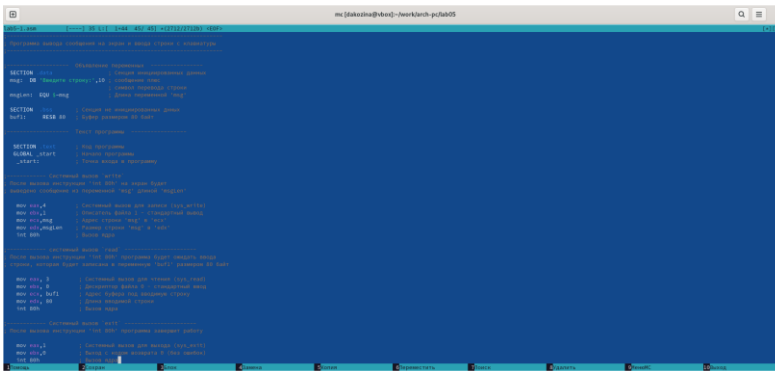 mc [dakozina@vbox]:~/work/arch-pc/lab05
lab5-1.asm [----] 35 L:[ 1+44 45/ 45] *(2712/2712b) <EOF>
; Программа вывода сообщения на экран и ввода строки с клавиатуры
;------------------- Объявление переменных ----------------
SECTION .data ; Секция инициированных данных
msg: DB 'Введите строку:',10 ; сообщение плюс
; символ перевода строки
msgLen: EQU $-msg ; Длина переменной 'msg'
SECTION .bss ; Секция не инициированных данных
buf1: RESB 80 ; Буфер размером 80 байт
;------------------- Текст программы -----------------
SECTION .text ; Код программы
GLOBAL _start ; Начало программы
_start: ; Точка входа в программу
;------------ Системный вызов `write`
; После вызова инструкции 'int 80h' на экран будет
; выведено сообщение из переменной 'msg' длиной 'msgLen'
mov eax,4 ; Системный вызов для записи (sys_write)
mov ebx,1 ; Описатель файла 1 - стандартный вывод
mov ecx,msg ; Адрес строки 'msg' в 'ecx'
mov edx,msgLen ; Размер строки 'msg' в 'edx'
int 80h ; Вызов ядра
;------------ системный вызов `read` ----------------------
; После вызова инструкции 'int 80h' программа будет ожидать ввода
; строки, которая будет записана в переменную 'buf1' размером 80 байт
mov eax, 3 ; Системный вызов для чтения (sys_read)
mov ebx, 0 ; Дескриптор файла 0 - стандартный ввод
mov ecx, buf1 ; Адрес буфера под вводимую строку
mov edx, 80 ; Длина вводимой строки
int 80h ; Вызов ядра
;------------ Системный вызов `exit` ----------------------
; После вызова инструкции 'int 80h' программа завершит работу
mov eax,1 ; Системный вызов для выхода (sys_exit)
mov ebx,0 ; Выход с кодом возврата 0 (без ошибок)
int 80h ; Вызов ядра
1Помощь 2Сохран 3Блок 4Замена 5Копия 6Переместить 7Поиск 8Удалить 9МенюMC 10Выход